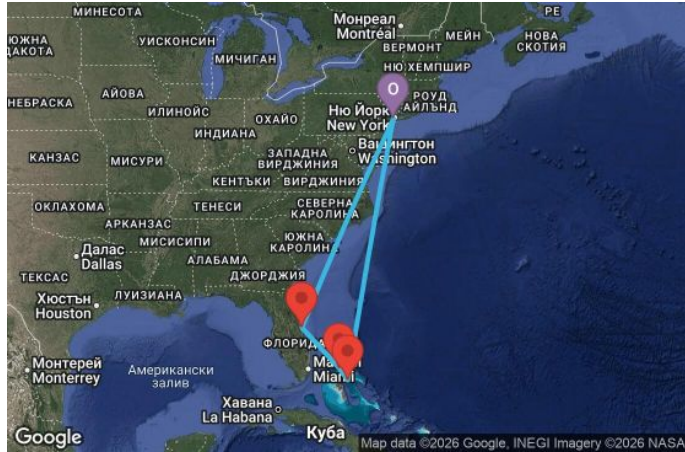 МИНЕСОТА
ЮЖНА
ДАКОТА
УИСКОНСИН
МИЧИГАН
Монреал
Montréal
ВЕРМОНТ
МЕЙН
РЕ
НОВА
СКОТИЯ
НЮ ХЕМПШИР
НЕБРАСКА
АЙОВА
ИЛИНОЙС
ИНДИАНА
ОХАЙО
O
Ню Йорк
New York
РОУД
АЙЛЪНД
КАНЗАС
МИСУРИ
ЗАПАДНА
ВИРДЖИНИЯ
Вашингтон
Washington
КЕНТЪКИ
ВИРДЖИНИЯ
ОКЛАХОМА
ТЕНЕСИ
СЕВЕРНА
КАРОЛИНА
АРКАНЗАС
МИСИСИПИ
АЛАБАМА
ЮЖНА
КАРОЛИНА
ДЖОРДЖИЯ
Далас
Dallas
ТЕКСАС
Хюстън
Houston
ЛУИЗИАНА
ФЛОРИДА
Miami
Монтерей
Monterrey
Американски
залив
Хавана
La Habana
Куба
Google
Map data ©2026 Google, INEGI Imagery ©2026 NASA